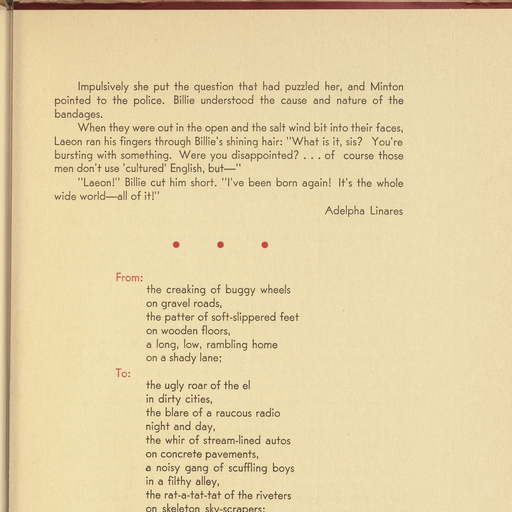 Impulsively she put the question that had puzzled her, and Minton
pointed to the police. Billie understood the cause and nature of the
bandages.
When they were out in the open and the salt wind bit into their faces,
Laeon ran his fingers through Billie's shining hair: "What is it, sis? You're
bursting with something. Were you disappointed? . . . of course those
men don't use 'cultured' English, but—"
"Laeon!" Billie cut him short. "I've been born again! It's the whole
wide world—all of it!"
Adelpha Linares
From:
the creaking of buggy wheels
on gravel roads,
the patter of soft-slippered feet
on wooden floors,
a long, low, rambling home
on a shady lane;
To:
the ugly roar of the el
in dirty cities,
the blare of a raucous radio
night and day,
the whir of stream-lined autos
on concrete pavements,
a noisy gang of scuffling boys
in a filthy alley,
the rat-a-tat-tat of the riveters
on skeleton sky-scrapers;